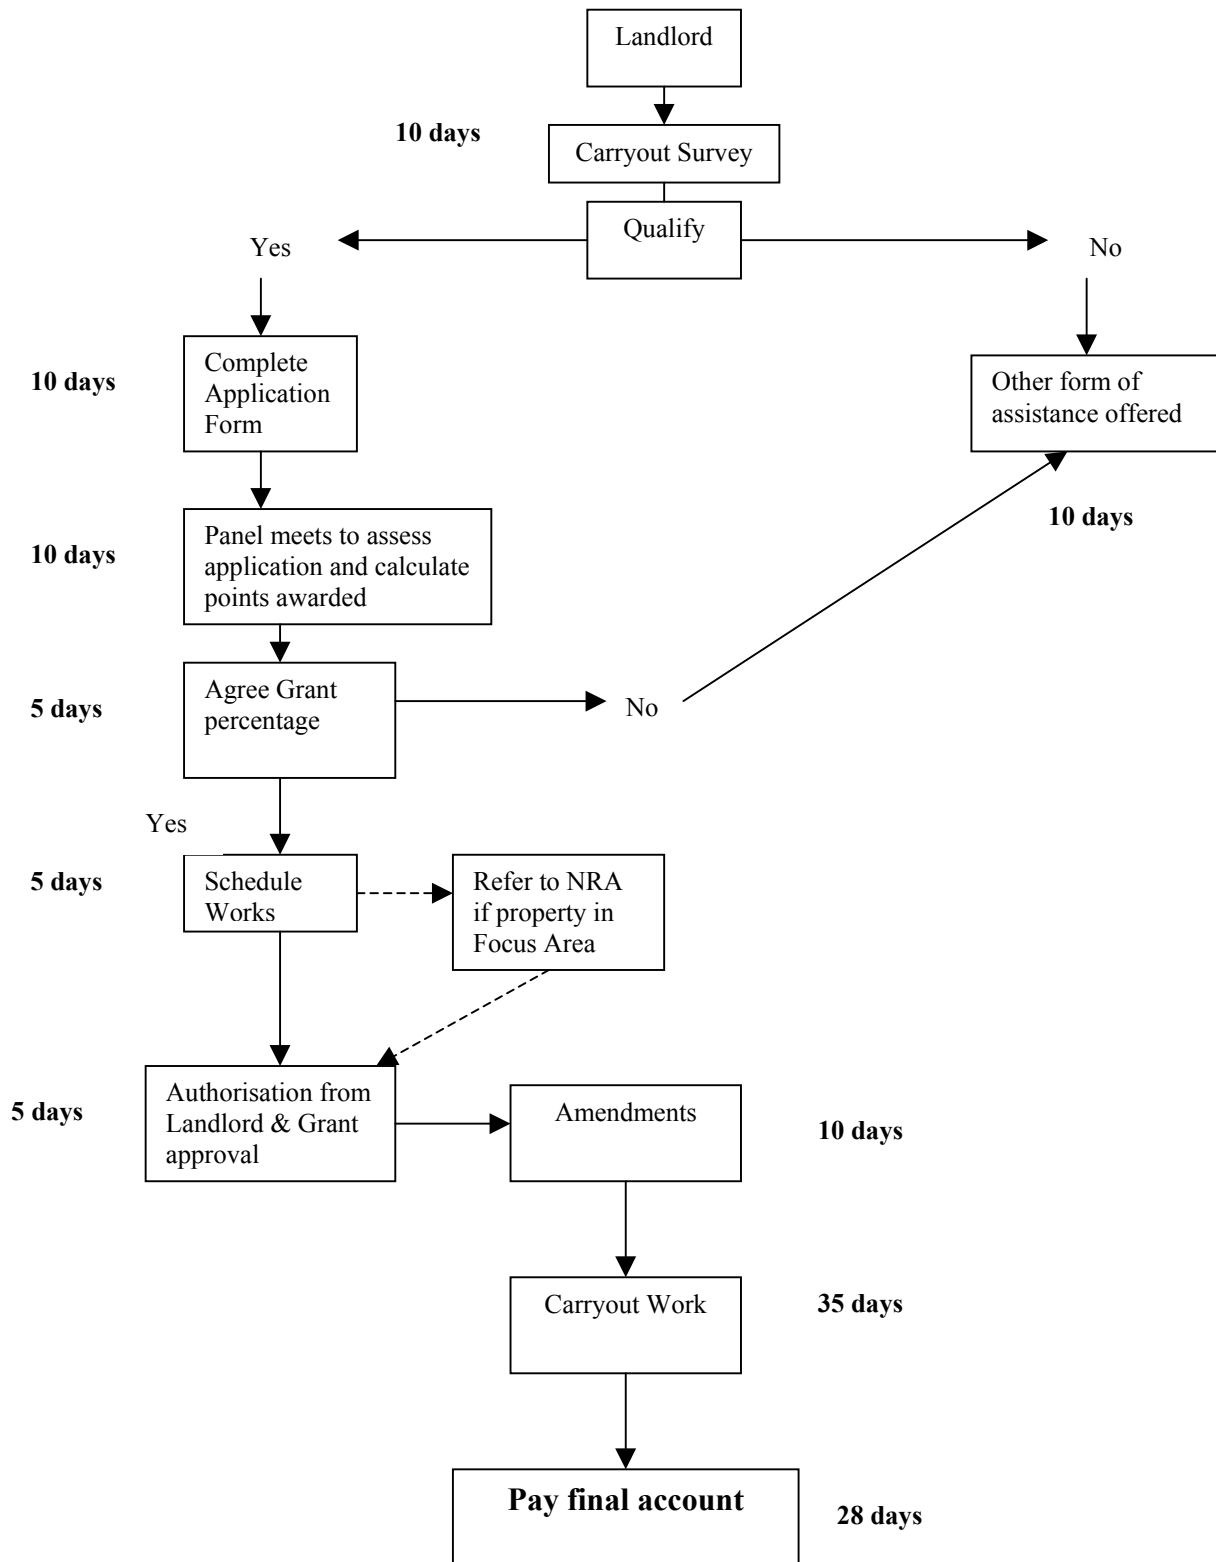 Landlord
10 days
Carryout Survey
Qualify
Yes
No
10 days
Complete
Application
Form
Other form of
assistance offered
10 days
10 days
Panel meets to assess
application and calculate
points awarded
5 days
Agree Grant
percentage
No
Yes
5 days
Schedule
Works
Refer to NRA
if property in
Focus Area
5 days
Authorisation from
Landlord & Grant
approval
Amendments
10 days
Carryout Work
35 days
Pay final account
28 days